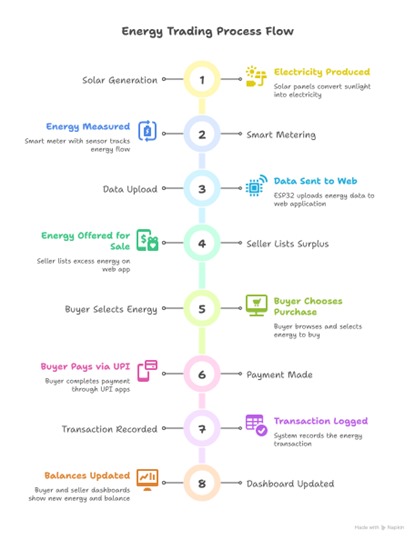 Energy Trading Process Flow
Solar Generation
1
Electricity Produced
Solar panels convert sunlight
into electricity
Energy Measured
Smart meter with sensor tracks
energy flow
2
Smart Metering
Data Upload
3
Data Sent to Web
ESP32 uploads energy data to
web application
Energy Offered for
Sale
Seller lists excess energy on
web app
4
Seller Lists Surplus
Buyer Selects Energy
5
Buyer Chooses
Purchase
Buyer browses and selects
energy to buy
Buyer Pays via UPI
Buyer completes payment
through UPI apps
6
Payment Made
Transaction Recorded
7
Transaction Logged
System records the energy
transaction
Balances Updated
Buyer and seller dashboards
show new energy and balance
8
Dashboard Updated
Made with Napkin